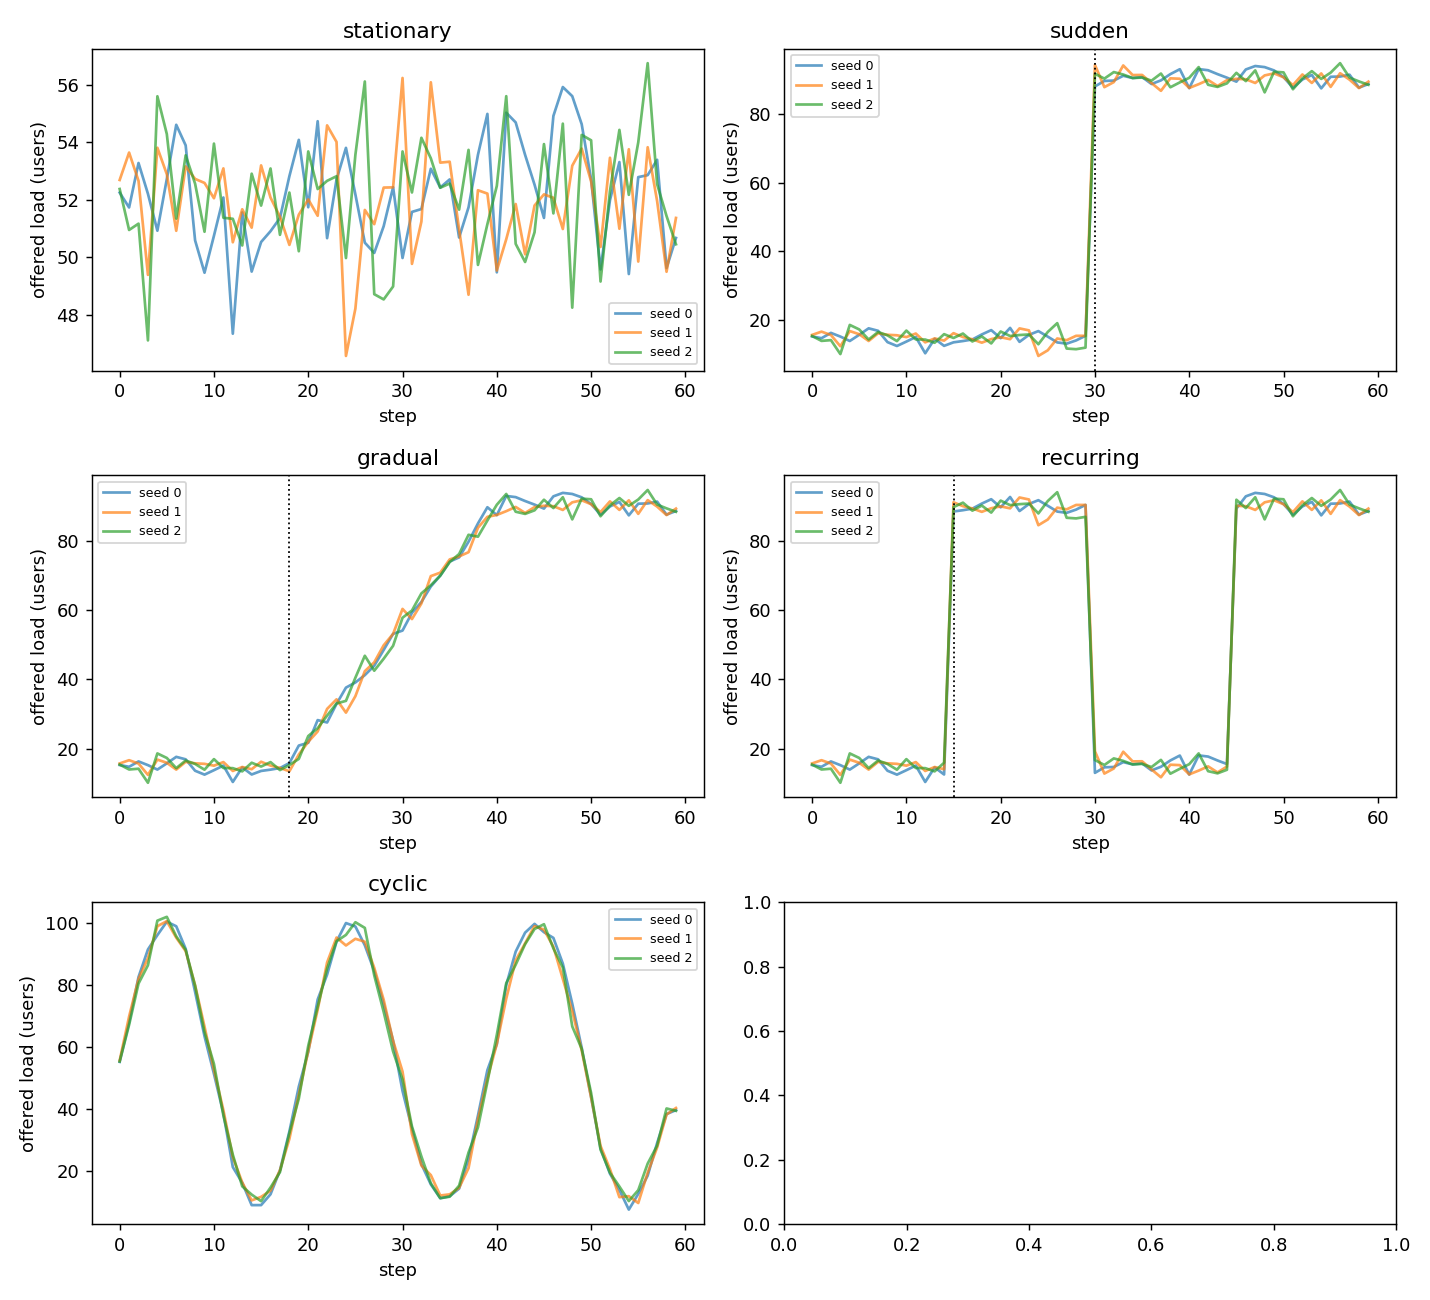 stationary
offered load (users)
56
54
52
50
48
seed 0
seed 1
seed 2
0 10 20 30 40 50 60
step
sudden
offered load (users)
80
60
40
20
seed 0
seed 1
seed 2
0 10 20 30 40 50 60
step
gradual
offered load (users)
80
60
40
20
seed 0
seed 1
seed 2
0 10 20 30 40 50 60
step
recurring
offered load (users)
80
60
40
20
seed 0
seed 1
seed 2
0 10 20 30 40 50 60
step
cyclic
offered load (users)
100
80
60
40
20
seed 0
seed 1
seed 2
0 10 20 30 40 50 60
step
1.0
0.8
0.6
0.4
0.2
0.0
0.0 0.2 0.4 0.6 0.8 1.0